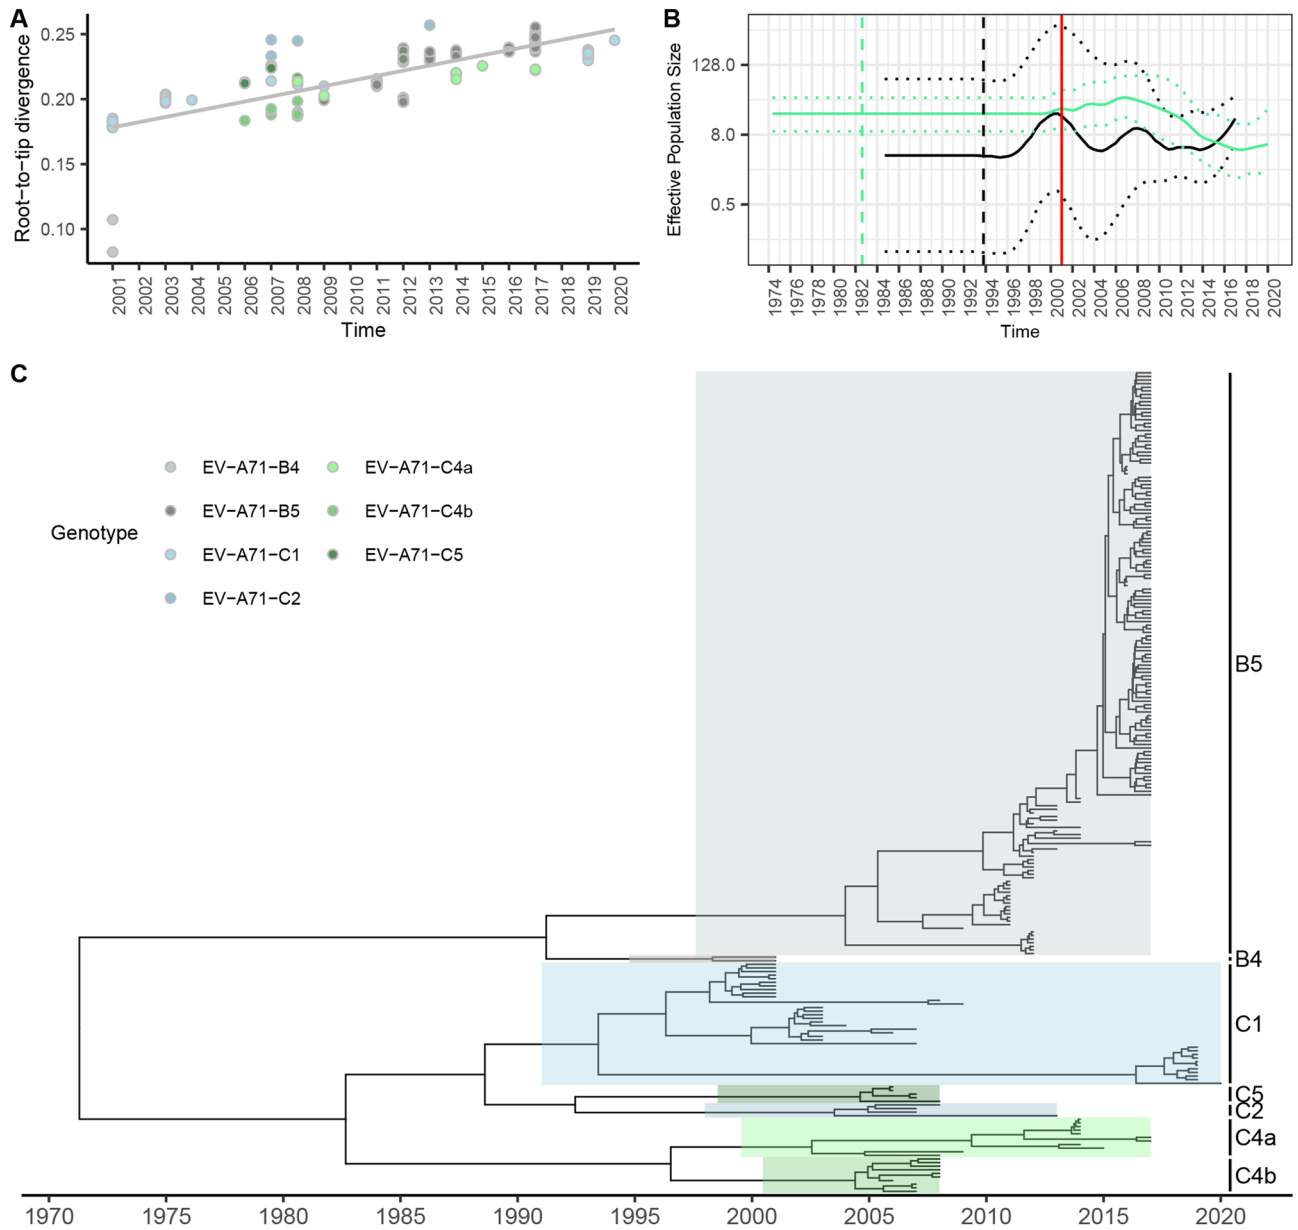 A
Root-to-tip divergence
0.25
0.20
0.15
0.10
2001 2002 2003 2004 2005 2006 2007 2008 2009 2010 2011 2012 2013 2014 2015 2016 2017 2018 2019 2020
Time
B
Effective Population Size
128.0
8.0
0.5
1974 1976 1978 1980 1982 1984 1986 1988 1990 1992 1994 1996 1998 2000 2002 2004 2006 2008 2010 2012 2014 2016 2018 2020
Time
C
Genotype
EV−A71−B4
EV−A71−B5
EV−A71−C1
EV−A71−C2
EV−A71−C4a
EV−A71−C4b
EV−A71−C5
B5
B4
C1
C5
C2
C4a
C4b
1970 1975 1980 1985 1990 1995 2000 2005 2010 2015 2020